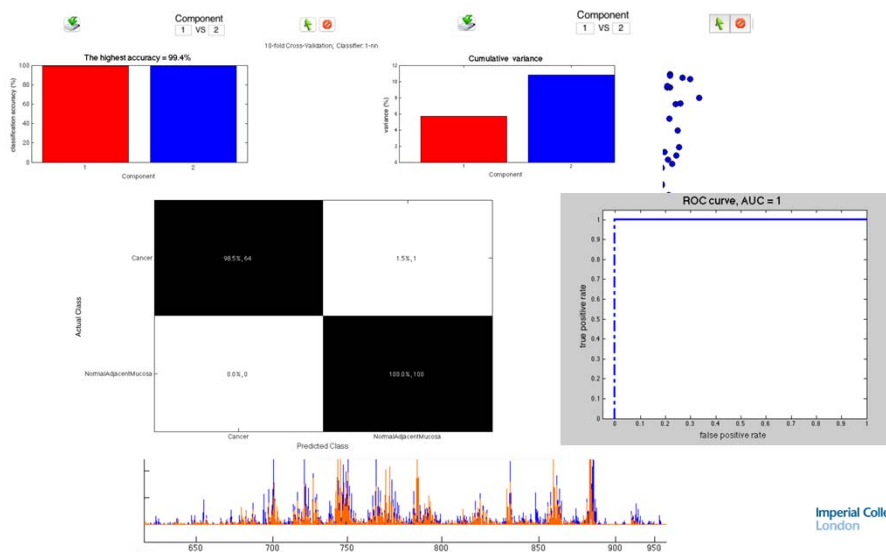 Component
1 VS 2
Component
1 VS 2
10-fold Cross-Validation; Classifier: 1-nn
The highest accuracy = 99.4%
classification accuracy (%)
100
80
60
40
20
0
1 2
Component
Cumulative variance
variance (%)
12
10
8
6
4
2
0
1 2
Component
Actual Class
Cancer
98.5%, 64
1.5%, 1
NormalAdjacentMucosa
0.0%, 0
100.0%, 100
Cancer
NormalAdjacentMucosa
Predicted Class
ROC curve, AUC = 1
true positive rate
1
0.9
0.8
0.7
0.6
0.5
0.4
0.3
0.2
0.1
0
0 0.1 0.2 0.3 0.4 0.5 0.6 0.7 0.8 0.9 1
false positive rate
650 700 750 800 850 900 950
Imperial Colle
London